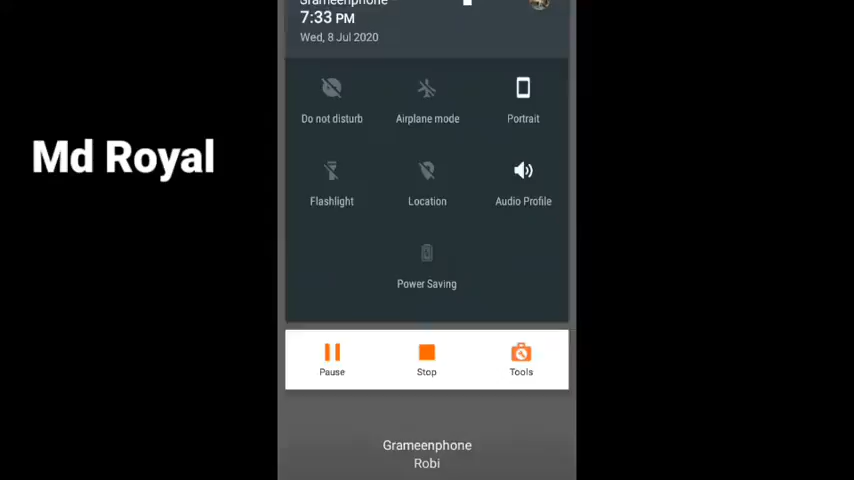 Grameenphone
7:33 PM
Wed, 8 Jul 2020
Do not disturb
Airplane mode
Portrait
Md Royal
Flashlight
Location
Audio Profile
Power Saving
Pause
Stop
Tools
Grameenphone
Robi